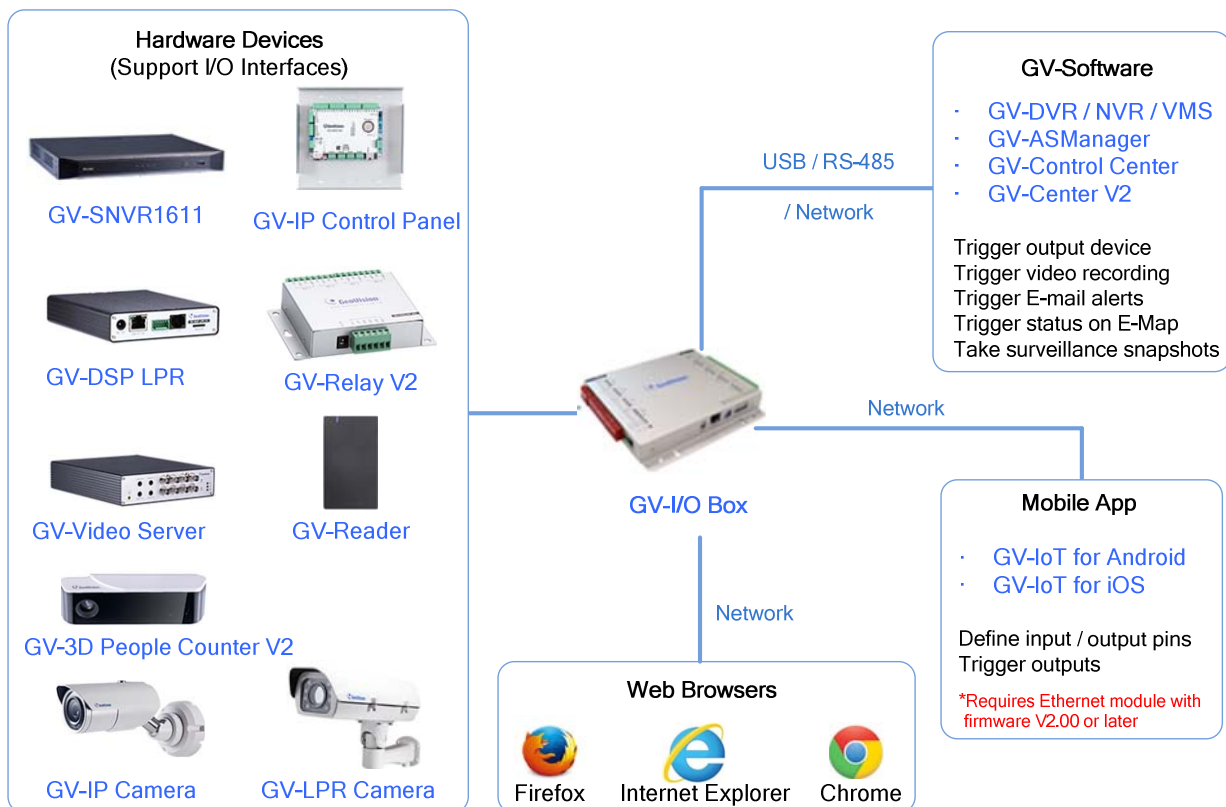 Hardware Devices
(Support I/O Interfaces)
GV-SNVR1611
GV-IP Control Panel
GeoVision
GV-DSP LPR
GV-Relay V2
GV-Video Server
GV-Reader
GV-3D People Counter V2
GV-IP Camera
GV-LPR Camera
USB / RS-485
/ Network
GV-Software
· GV-DVR / NVR / VMS
· GV-ASManager
· GV-Control Center
· GV-Center V2
Trigger output device
Trigger video recording
Trigger E-mail alerts
Trigger status on E-Map
Take surveillance snapshots
GV-I/O Box
Network
Mobile App
· GV-IoT for Android
· GV-IoT for iOS
Define input / output pins
Trigger outputs
*Requires Ethernet module with
firmware V2.00 or later
Network
Web Browsers
Firefox
Internet Explorer
Chrome